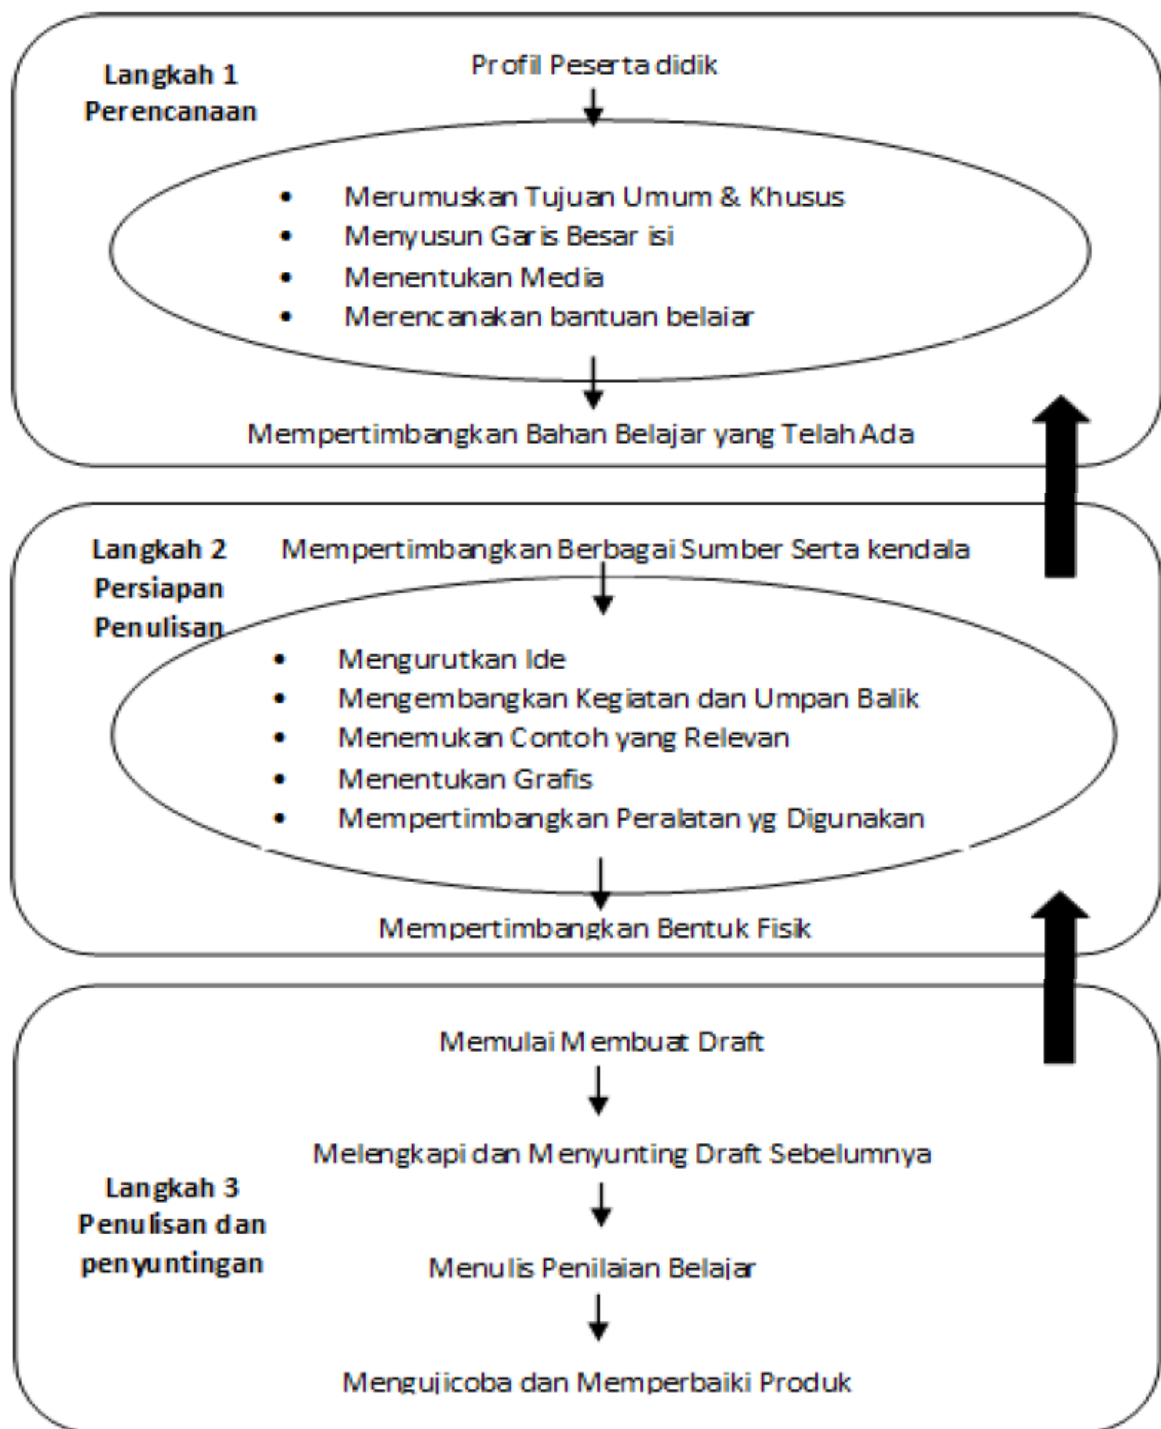 Langkah 1
Perencanaan
Profil Peserta didik
• Merumuskan Tujuan Umum & Khusus
• Menyusun Garis Besar isi
• Menentukan Media
• Merencanakan bantuan belajar
Mempertimbangkan Bahan Belajar yang Telah Ada
Langkah 2
Persiapan
Penulisan
Mempertimbangkan Berbagai Sumber Serta kendala
• Mengurutkan Ide
• Mengembangkan Kegiatan dan Umpan Balik
• Menemukan Contoh yang Relevan
• Menentukan Grafis
• Mempertimbangkan Peralatan yg Digunakan
Mempertimbangkan Bentuk Fisik
Memulai Membuat Draft
Melengkapi dan Menyunting Draft Sebelumnya
Langkah 3
Penulisan dan
penyuntingan
Menulis Penilaian Belajar
Mengujicoba dan Memperbaiki Produk